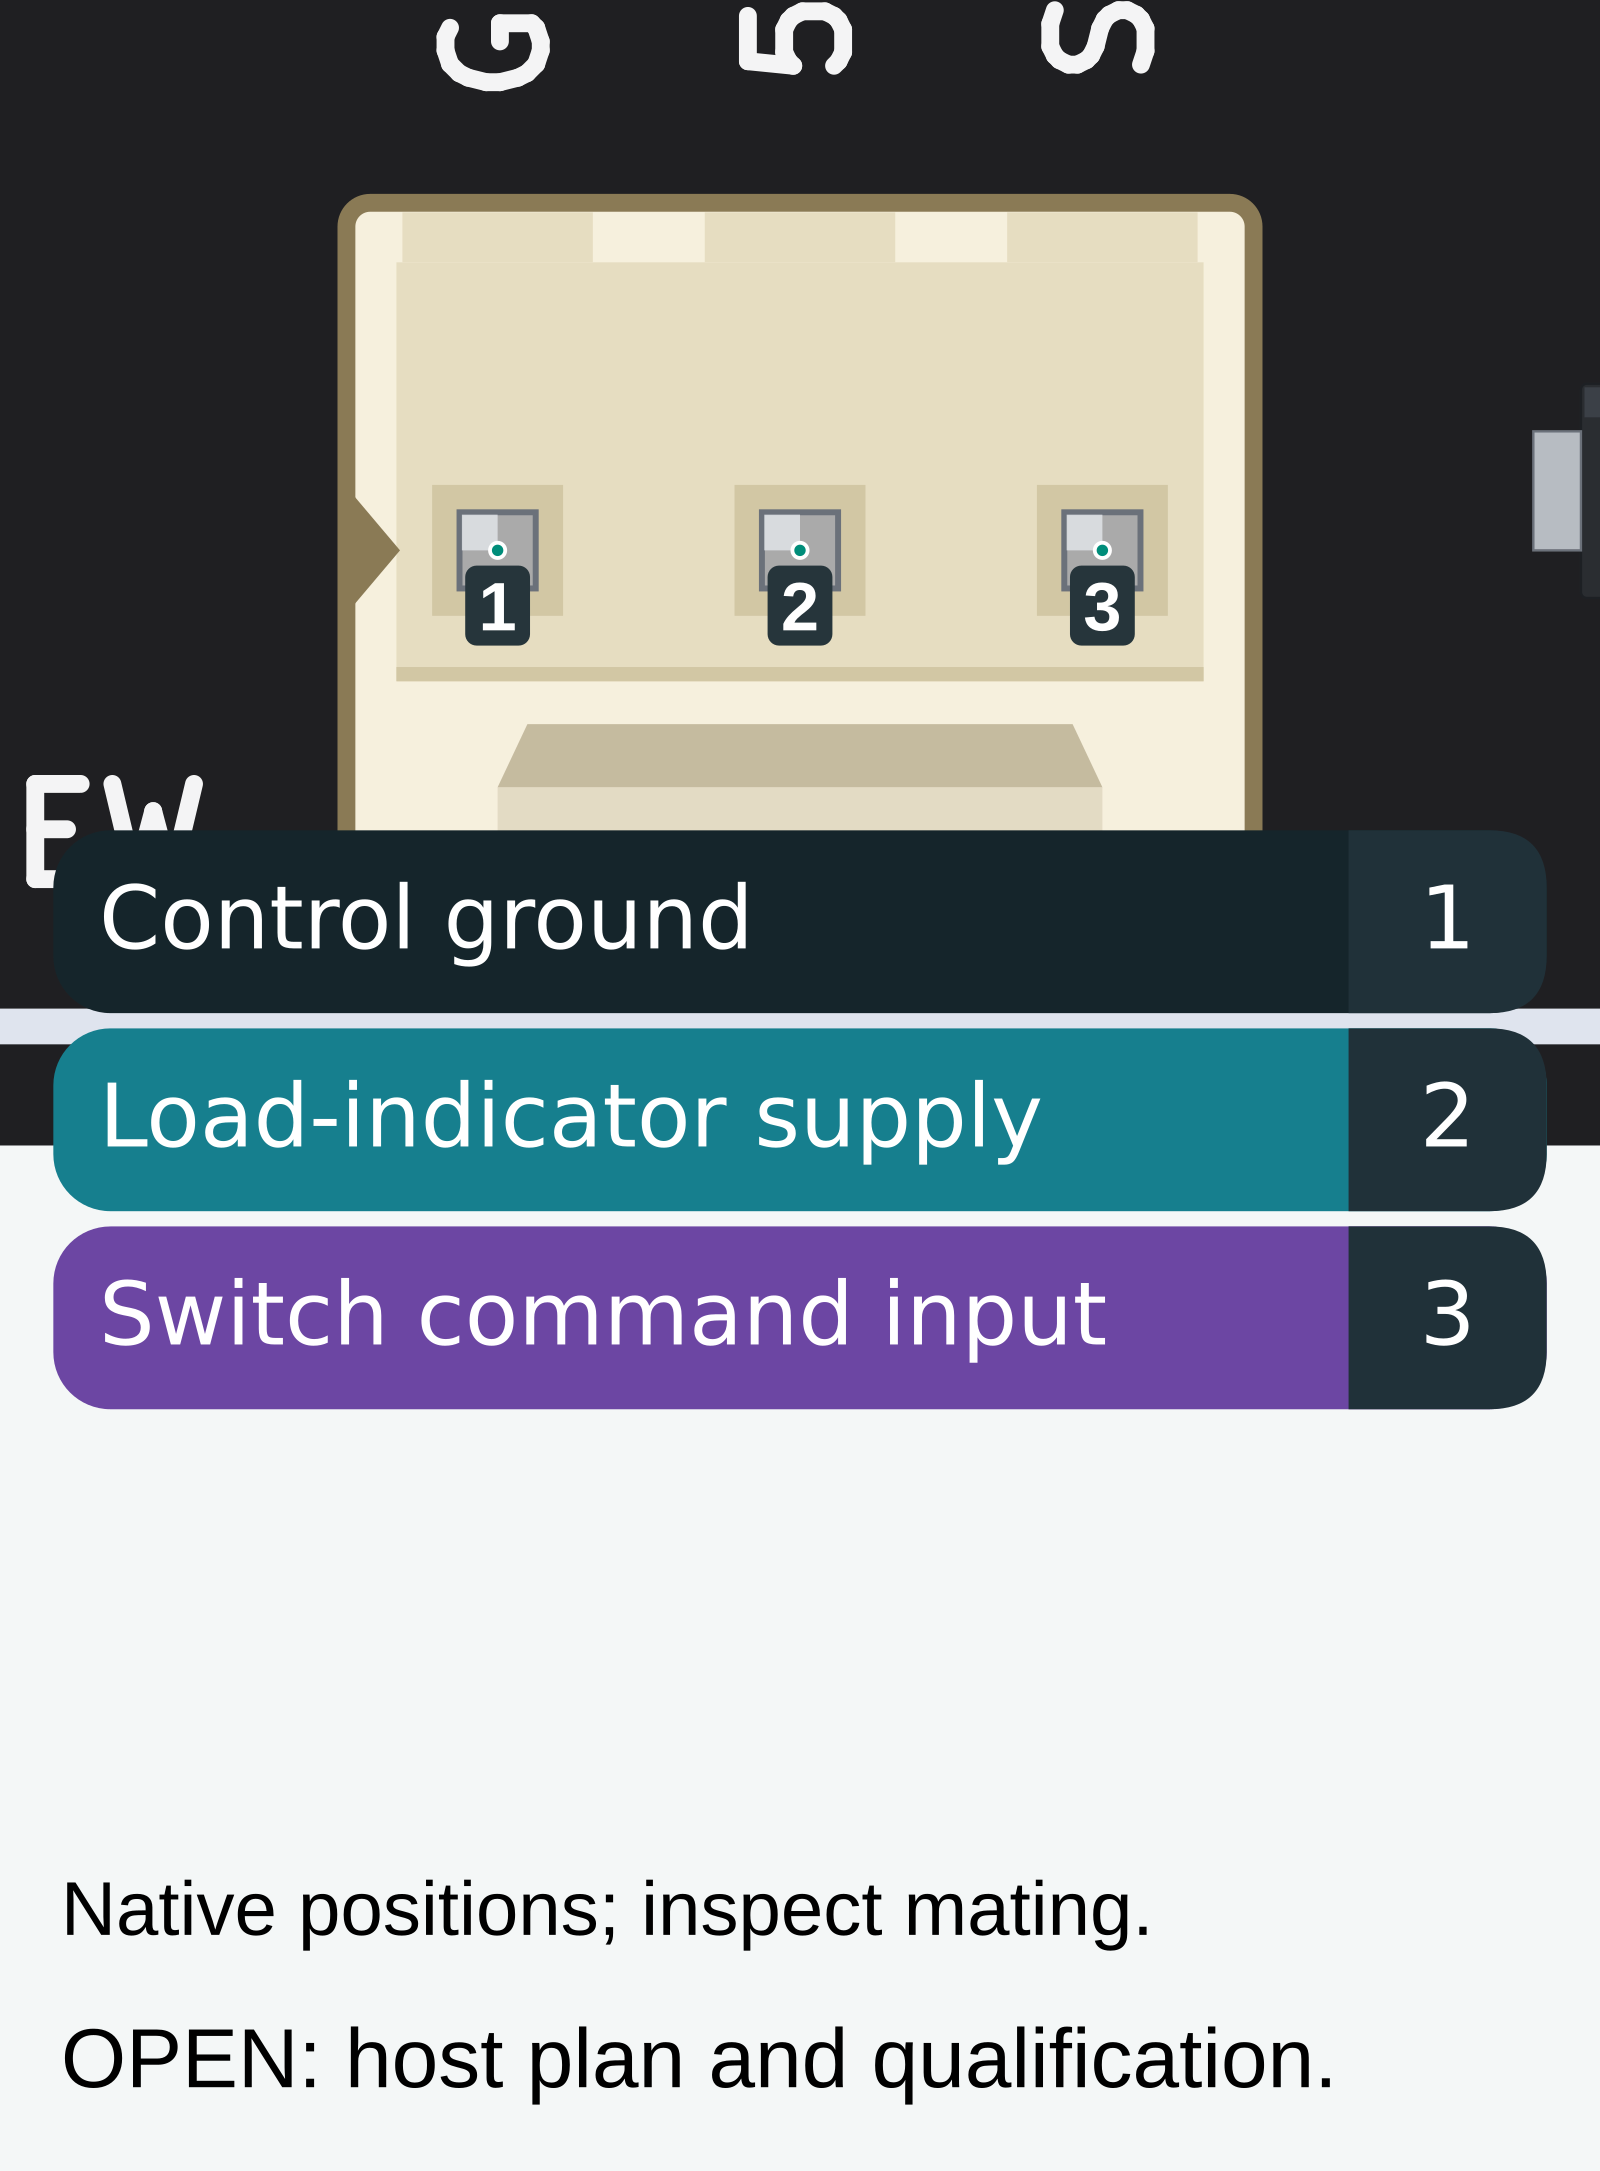 G 5 S
1 2 3
EW
Control ground 1
Load-indicator supply 2
Switch command input 3
Native positions; inspect mating.
OPEN: host plan and qualification.